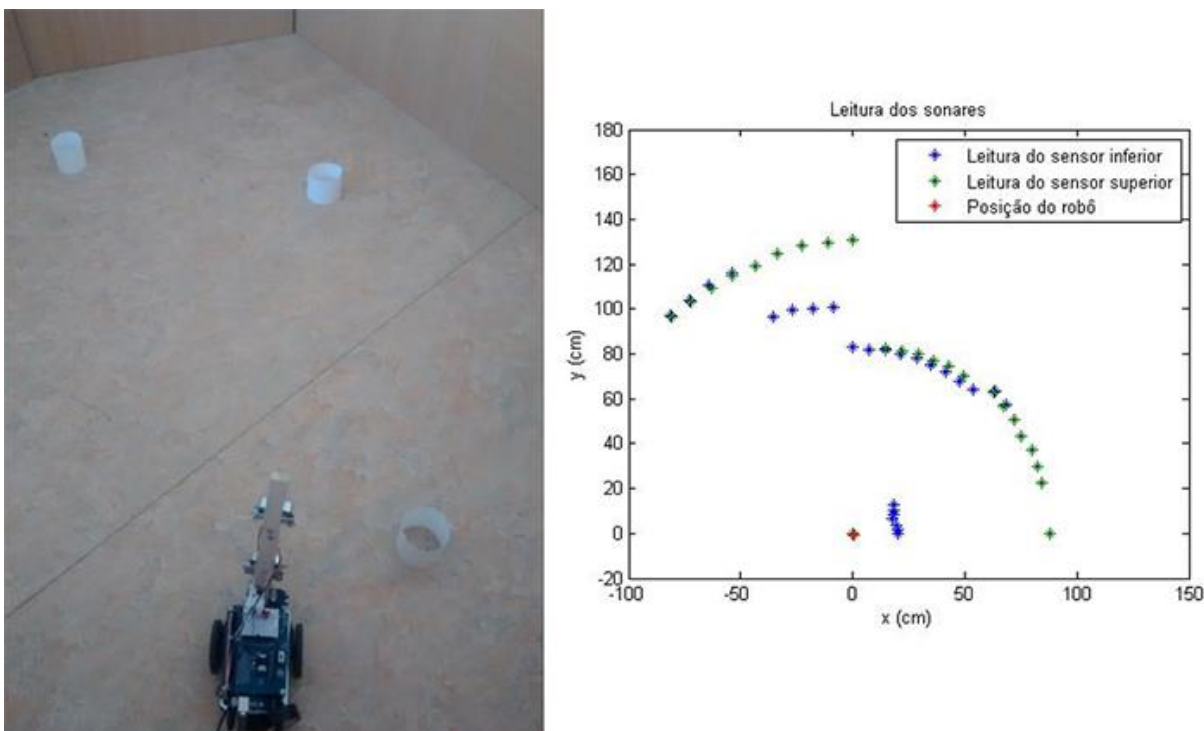 Leitura dos sonares
180
160
140
120
100
80
60
40
20
0
-20
y (cm)
Leitura do sensor inferior
Leitura do sensor superior
Posição do robô
-100
-50
0
50
100
150
x (cm)